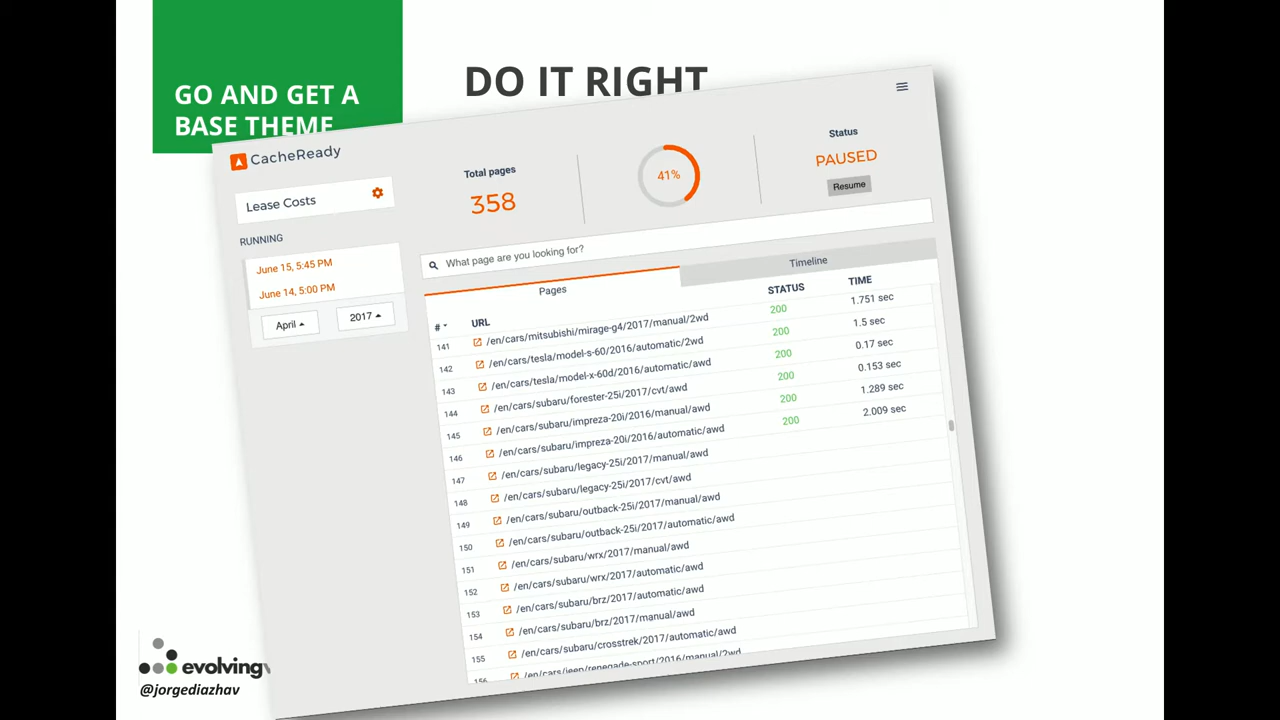 GO AND GET A
BASE THEME
DO IT RIGHT
CacheReady
Lease Costs
RUNNING
June 15, 5:45 PM
June 14, 5:00 PM
April 2017
Total pages
358
41%
Status
PAUSED
Resume
What page are you looking for?
Pages Timeline
# URL STATUS TIME
141 /en/cars/mitsubishi/mirage-g4/2017/manual/2wd 200 1.751 sec
142 /en/cars/tesla/model-s-60/2016/automatic/2wd 200 1.5 sec
143 /en/cars/tesla/model-x-60d/2016/automatic/awd 200 0.17 sec
144 /en/cars/subaru/forester-25i/2017/cvt/awd 200 0.153 sec
145 /en/cars/subaru/impreza-20i/2016/manual/awd 200 1.289 sec
146 /en/cars/subaru/impreza-20i/2016/automatic/awd 200 2.009 sec
147 /en/cars/subaru/legacy-25i/2017/manual/awd
148 /en/cars/subaru/legacy-25i/2017/cvt/awd
149 /en/cars/subaru/outback-25i/2017/manual/awd
150 /en/cars/subaru/outback-25i/2017/automatic/awd
151 /en/cars/subaru/wrx/2017/manual/awd
152 /en/cars/subaru/wrx/2017/automatic/awd
153 /en/cars/subaru/brz/2017/automatic/awd
154 /en/cars/subaru/brz/2017/manual/awd
155 /en/cars/subaru/crosstrek/2017/automatic/awd
156 /en/cars/jeep/renegade-sport/2016/manual/2wd
evolving
@jorgediazhav